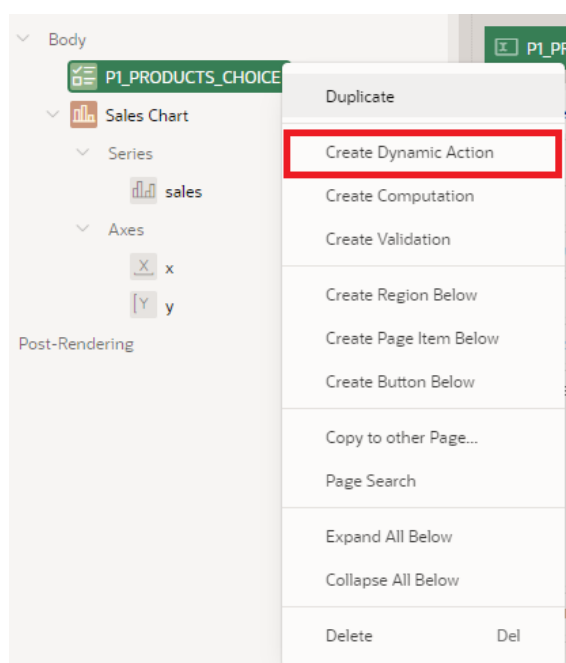 Body
P1_PRODUCTS_CHOICE
Sales Chart
Series
sales
Axes
X x
Y y
Post-Rendering
Duplicate
Create Dynamic Action
Create Computation
Create Validation
Create Region Below
Create Page Item Below
Create Button Below
Copy to other Page...
Page Search
Expand All Below
Collapse All Below
Delete Del
P1_PR